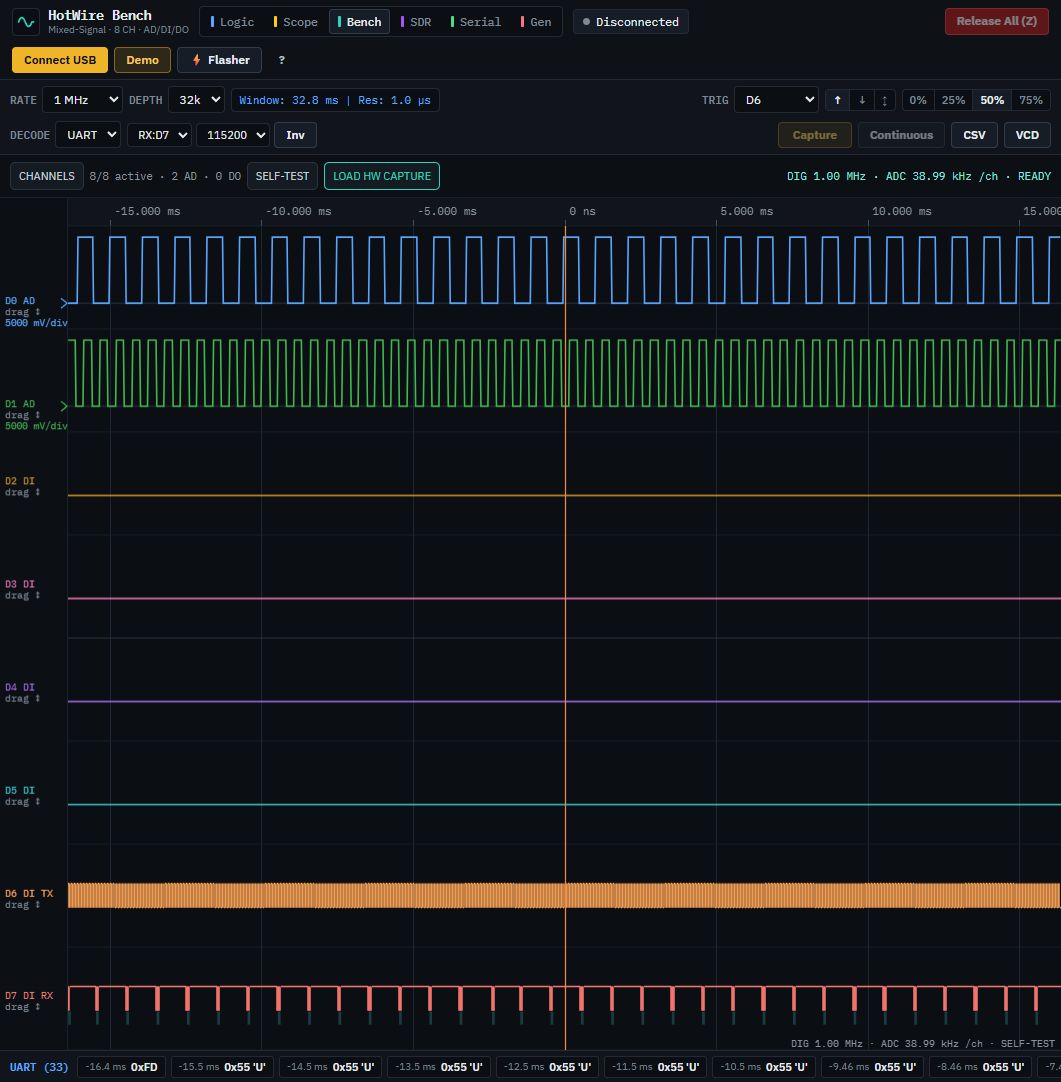 HotWire Bench
Mixed-Signal · 8 CH · AD/DI/DO
Logic Scope Bench SDR Serial Gen
Disconnected
Release All (Z)
Connect USB Demo Flasher ?
RATE 1 MHz DEPTH 32k Window: 32.8 ms | Res: 1.0 µs TRIG D6 ↑ ↓ ↕ 0% 25% 50% 75%
DECODE UART RX:D7 115200 Inv Capture Continuous CSV VCD
CHANNELS 8/8 active · 2 AD · 0 DO SELF-TEST LOAD HW CAPTURE DIG 1.00 MHz · ADC 38.99 kHz /ch · READY
-15.000 ms -10.000 ms -5.000 ms 0 ns 5.000 ms 10.000 ms 15.000
D0 AD
drag ↕
5000 mV/div
D1 AD
drag ↕
5000 mV/div
D2 DI
drag ↕
D3 DI
drag ↕
D4 DI
drag ↕
D5 DI
drag ↕
D6 DI TX
drag ↕
D7 DI RX
drag ↕
DIG 1.00 MHz · ADC 38.99 kHz /ch · SELF-TEST
UART (33) -16.4 ms 0xFD -15.5 ms 0x55 'U' -14.5 ms 0x55 'U' -13.5 ms 0x55 'U' -12.5 ms 0x55 'U' -11.5 ms 0x55 'U' -10.5 ms 0x55 'U' -9.46 ms 0x55 'U' -8.46 ms 0x55 'U'